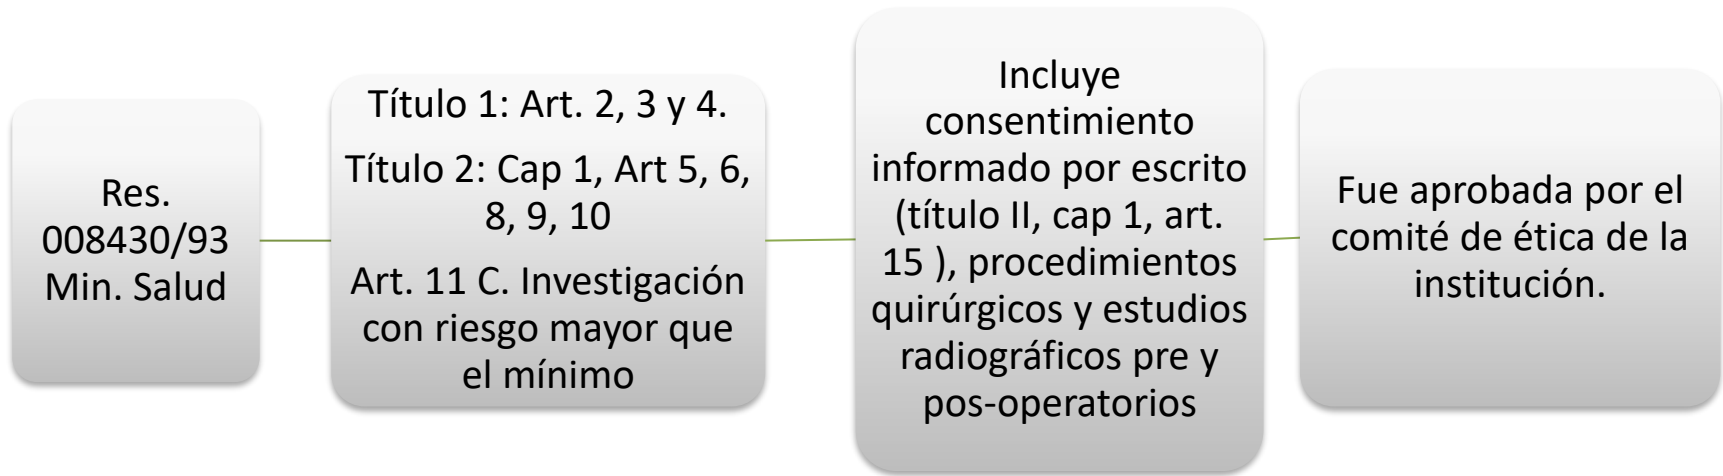 Res.
008430/93
Min. Salud
Título 1: Art. 2, 3 y 4.
Título 2: Cap 1, Art 5, 6,
8, 9, 10
Art. 11 C. Investigación
con riesgo mayor que
el mínimo
Incluye
consentimiento
informado por escrito
(título II, cap 1, art.
15 ), procedimientos
quirúrgicos y estudios
radiográficos pre y
pos-operatorios
Fue aprobada por el
comité de ética de la
institución.